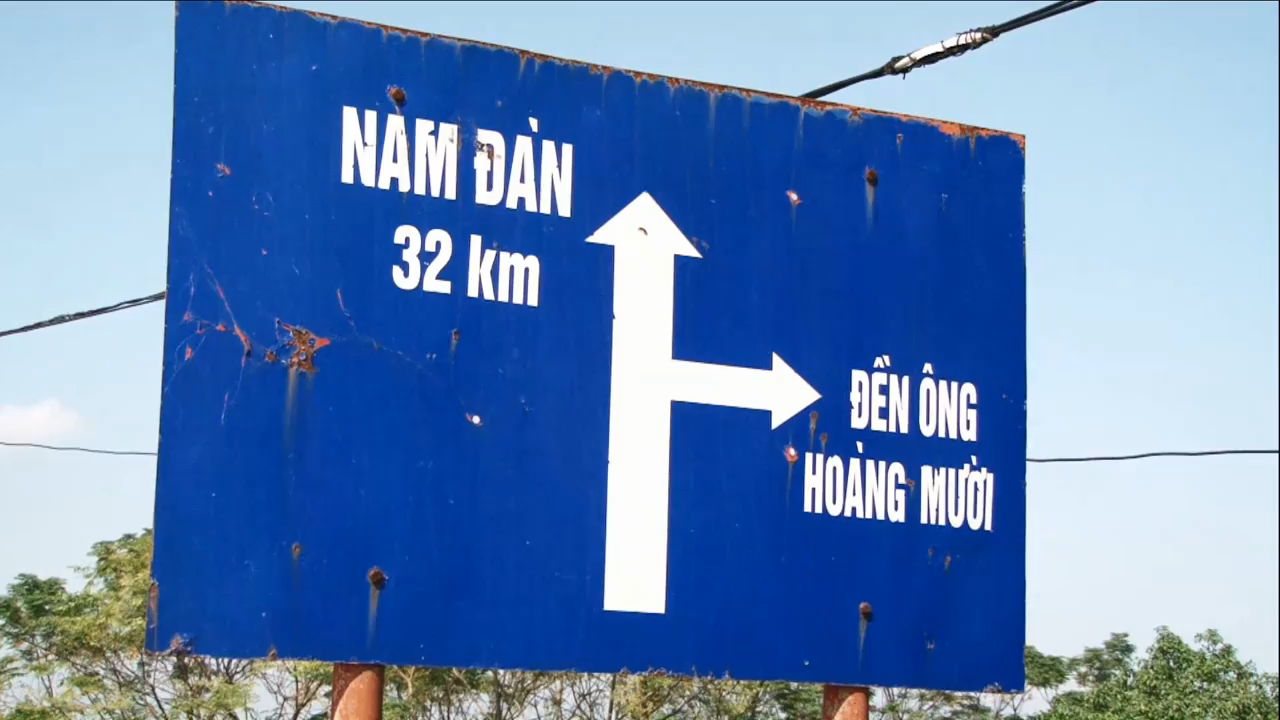 NAM ĐÀN
32 km
ĐỀN ÔNG
HOÀNG MƯỜI